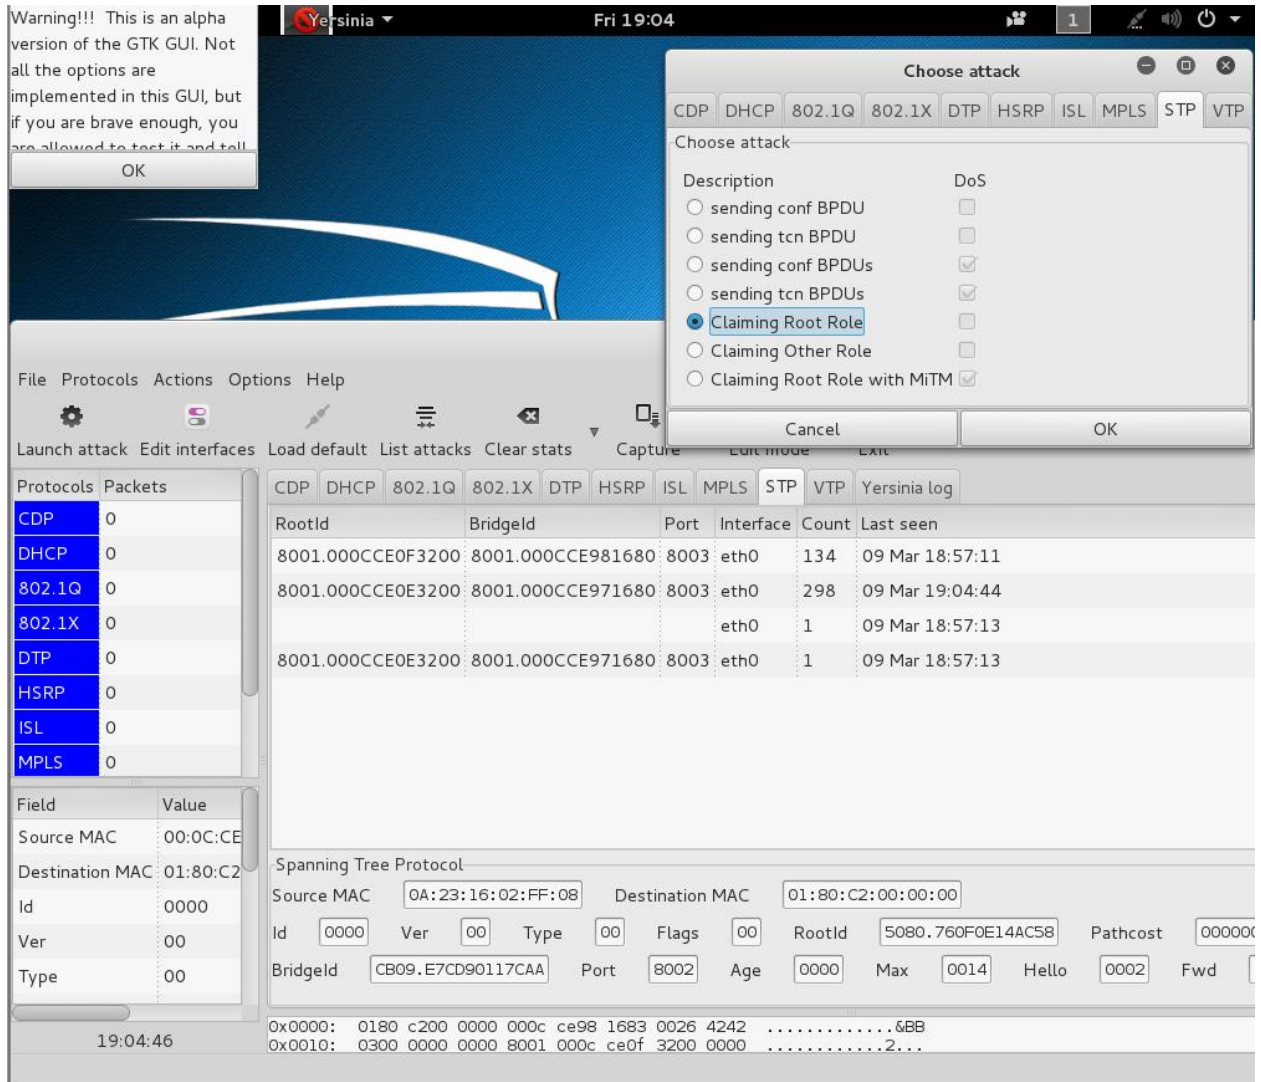 Warning!!! This is an alpha
version of the GTK GUI. Not
all the options are
implemented in this GUI, but
if you are brave enough, you
are allowed to test it and tell
OK
Yersinia Fri 19:04 1
Choose attack
CDP DHCP 802.1Q 802.1X DTP HSRP ISL MPLS STP VTP
Choose attack
Description DoS
sending conf BPDU
sending tcn BPDU
sending conf BPDUs
sending tcn BPDUs
Claiming Root Role
Claiming Other Role
Claiming Root Role with MiTM
Cancel OK
File Protocols Actions Options Help
Launch attack Edit interfaces Load default List attacks Clear stats Capture Edit mode Exit
Protocols Packets
CDP 0
DHCP 0
802.1Q 0
802.1X 0
DTP 0
HSRP 0
ISL 0
MPLS 0
CDP DHCP 802.1Q 802.1X DTP HSRP ISL MPLS STP VTP Yersinia log
RootId BridgeId Port Interface Count Last seen
8001.000CCE0F3200 8001.000CCE981680 8003 eth0 134 09 Mar 18:57:11
8001.000CCE0E3200 8001.000CCE971680 8003 eth0 298 09 Mar 19:04:44
eth0 1 09 Mar 18:57:13
8001.000CCE0E3200 8001.000CCE971680 8003 eth0 1 09 Mar 18:57:13
Field Value
Source MAC 00:0C:CE
Destination MAC 01:80:C2
Id 0000
Ver 00
Type 00
19:04:46
Spanning Tree Protocol
Source MAC 0A:23:16:02:FF:08 Destination MAC 01:80:C2:00:00:00
Id 0000 Ver 00 Type 00 Flags 00 RootId 5080.760F0E14AC58 Pathcost 000000
BridgeId CB09.E7CD90117CAA Port 8002 Age 0000 Max 0014 Hello 0002 Fwd
0x0000: 0180 c200 0000 000c ce98 1683 0026 4242 .............&BB
0x0010: 0300 0000 0000 8001 000c ce0f 3200 0000 ............2...